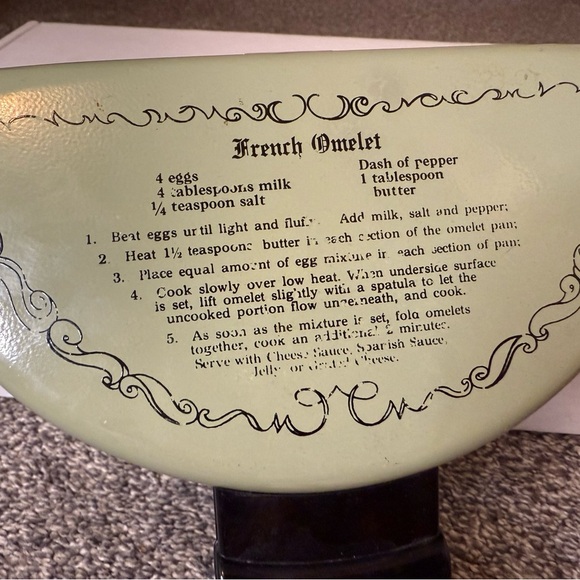 French Omelet
4 eggs
4 tablespoons milk
1/4 teaspoon salt
Dash of pepper
1 tablespoon
butter
1. Beat eggs until light and fluffy. Add milk, salt and pepper;
2. Heat 1½ teaspoons butter in each section of the omelet pan;
3. Place equal amount of egg mixture in each section of pan;
4. Cook slowly over low heat. When underside surface
is set, lift omelet slightly with a spatula to let the
uncooked portion flow underneath, and cook.
5. As soon as the mixture is set, fold omelets
together, cook an additional 2 minutes.
Serve with Cheese Sauce, Spanish Sauce,
Jelly or Grated Cheese.